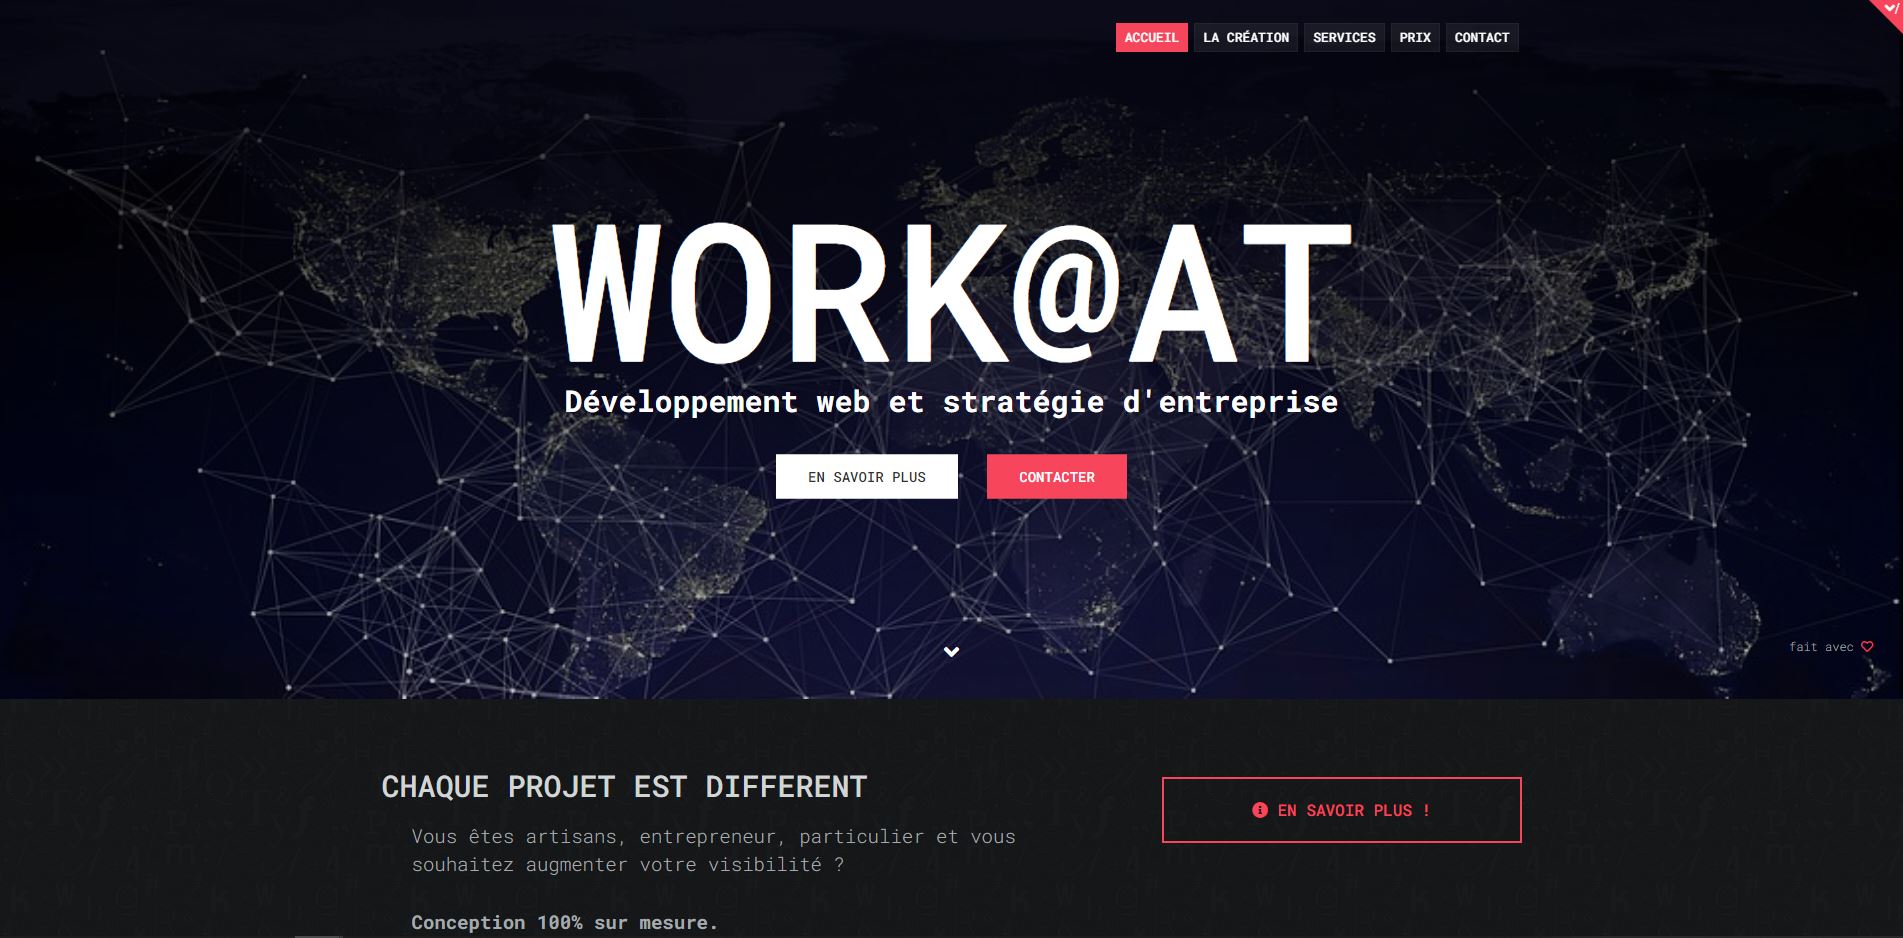 ACCUEIL LA CRÉATION SERVICES PRIX CONTACT
WORK@AT
Développement web et stratégie d'entreprise
EN SAVOIR PLUS CONTACTER
fait avec
CHAQUE PROJET EST DIFFERENT
EN SAVOIR PLUS !
Vous êtes artisans, entrepreneur, particulier et vous
souhaitez augmenter votre visibilité ?
Conception 100% sur mesure.